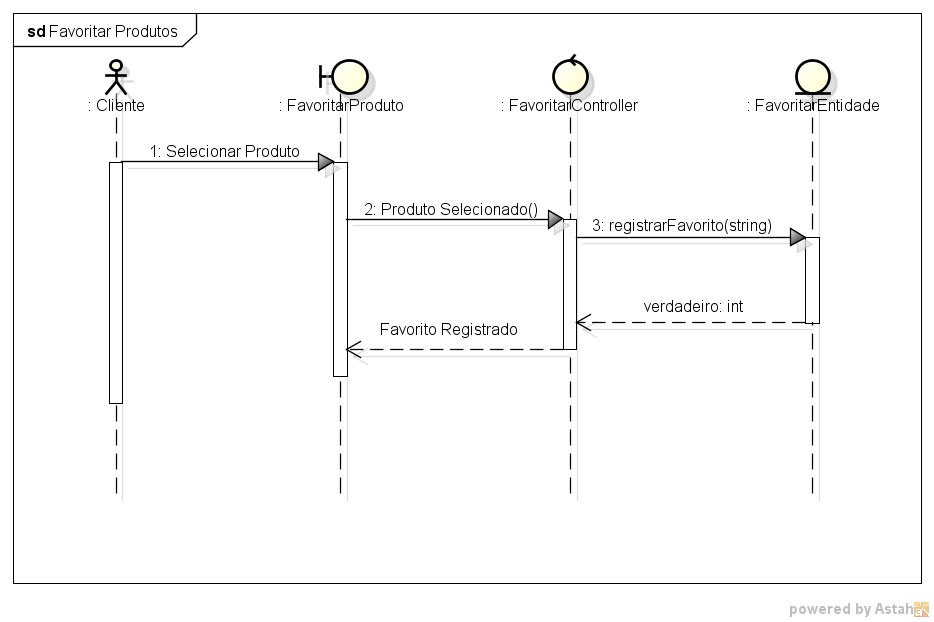 sd Favoritar Produtos
: Cliente
: FavoritarProduto
: FavoritarController
: FavoritarEntidade
1: Selecionar Produto
2: Produto Selecionado()
3: registrarFavorito(string)
verdadeiro: int
Favorito Registrado
powered by Astah